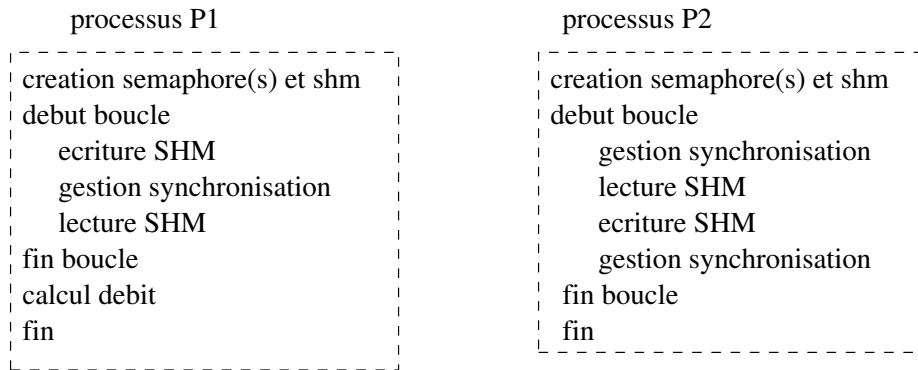 processus P1
creation semaphore(s) et shm
debut boucle
ecriture SHM
gestion synchronisation
lecture SHM
fin boucle
calcul debit
fin
processus P2
creation semaphore(s) et shm
debut boucle
gestion synchronisation
lecture SHM
ecriture SHM
gestion synchronisation
fin boucle
fin